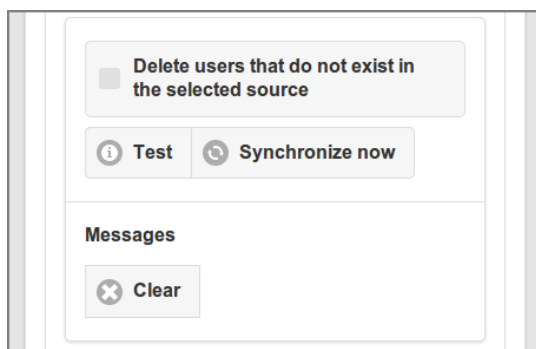 Delete users that do not exist in
the selected source
Test
Synchronize now
Messages
Clear